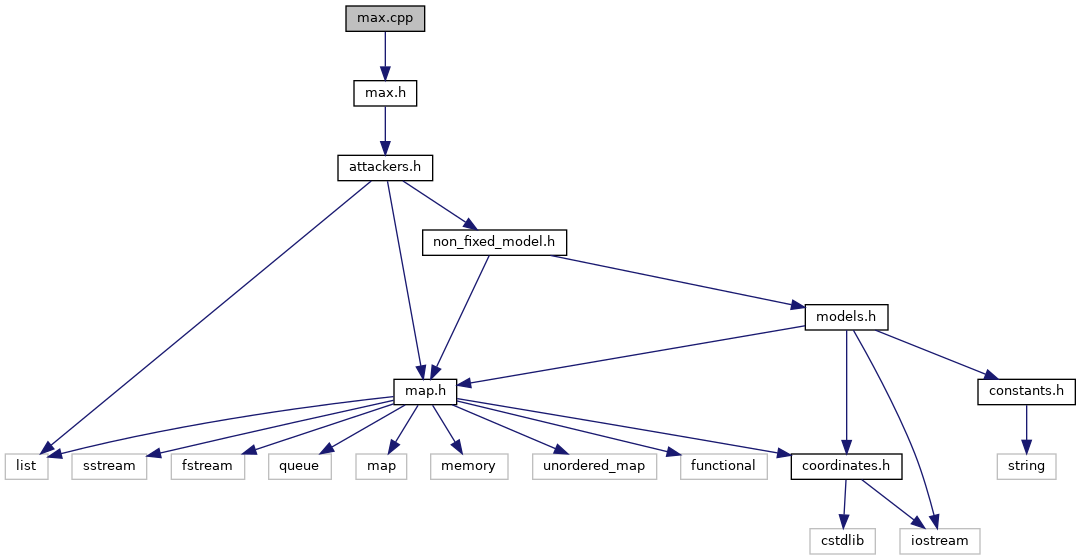 max.cpp
max.h
attackers.h
non_fixed_model.h
models.h
map.h
constants.h
list
sstream
fstream
queue
map
memory
unordered_map
functional
coordinates.h
string
cstdlib
iostream